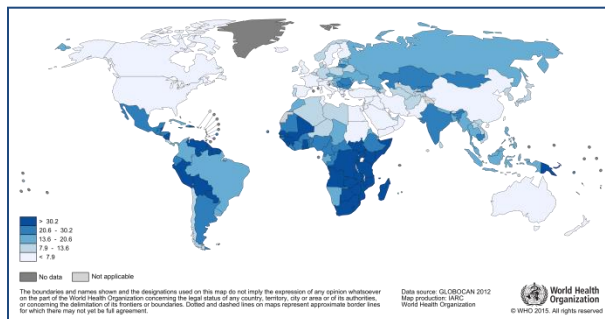 > 30.2
20.6 - 30.2
13.6 - 20.6
7.9 - 13.6
< 7.9
No data
Not applicable
The boundaries and names shown and the designations used on this map do not imply the expression of any opinion whatsoever
on the part of the World Health Organization concerning the legal status of any country, territory, city or area or of its authorities,
or concerning the delimitation of its frontiers or boundaries. Dotted and dashed lines on maps represent approximate border lines
for which there may not yet be full agreement.
Data source: GLOBOCAN 2012
Map production: IARC
World Health Organization
World Health
Organization
© WHO 2015. All rights reserved.